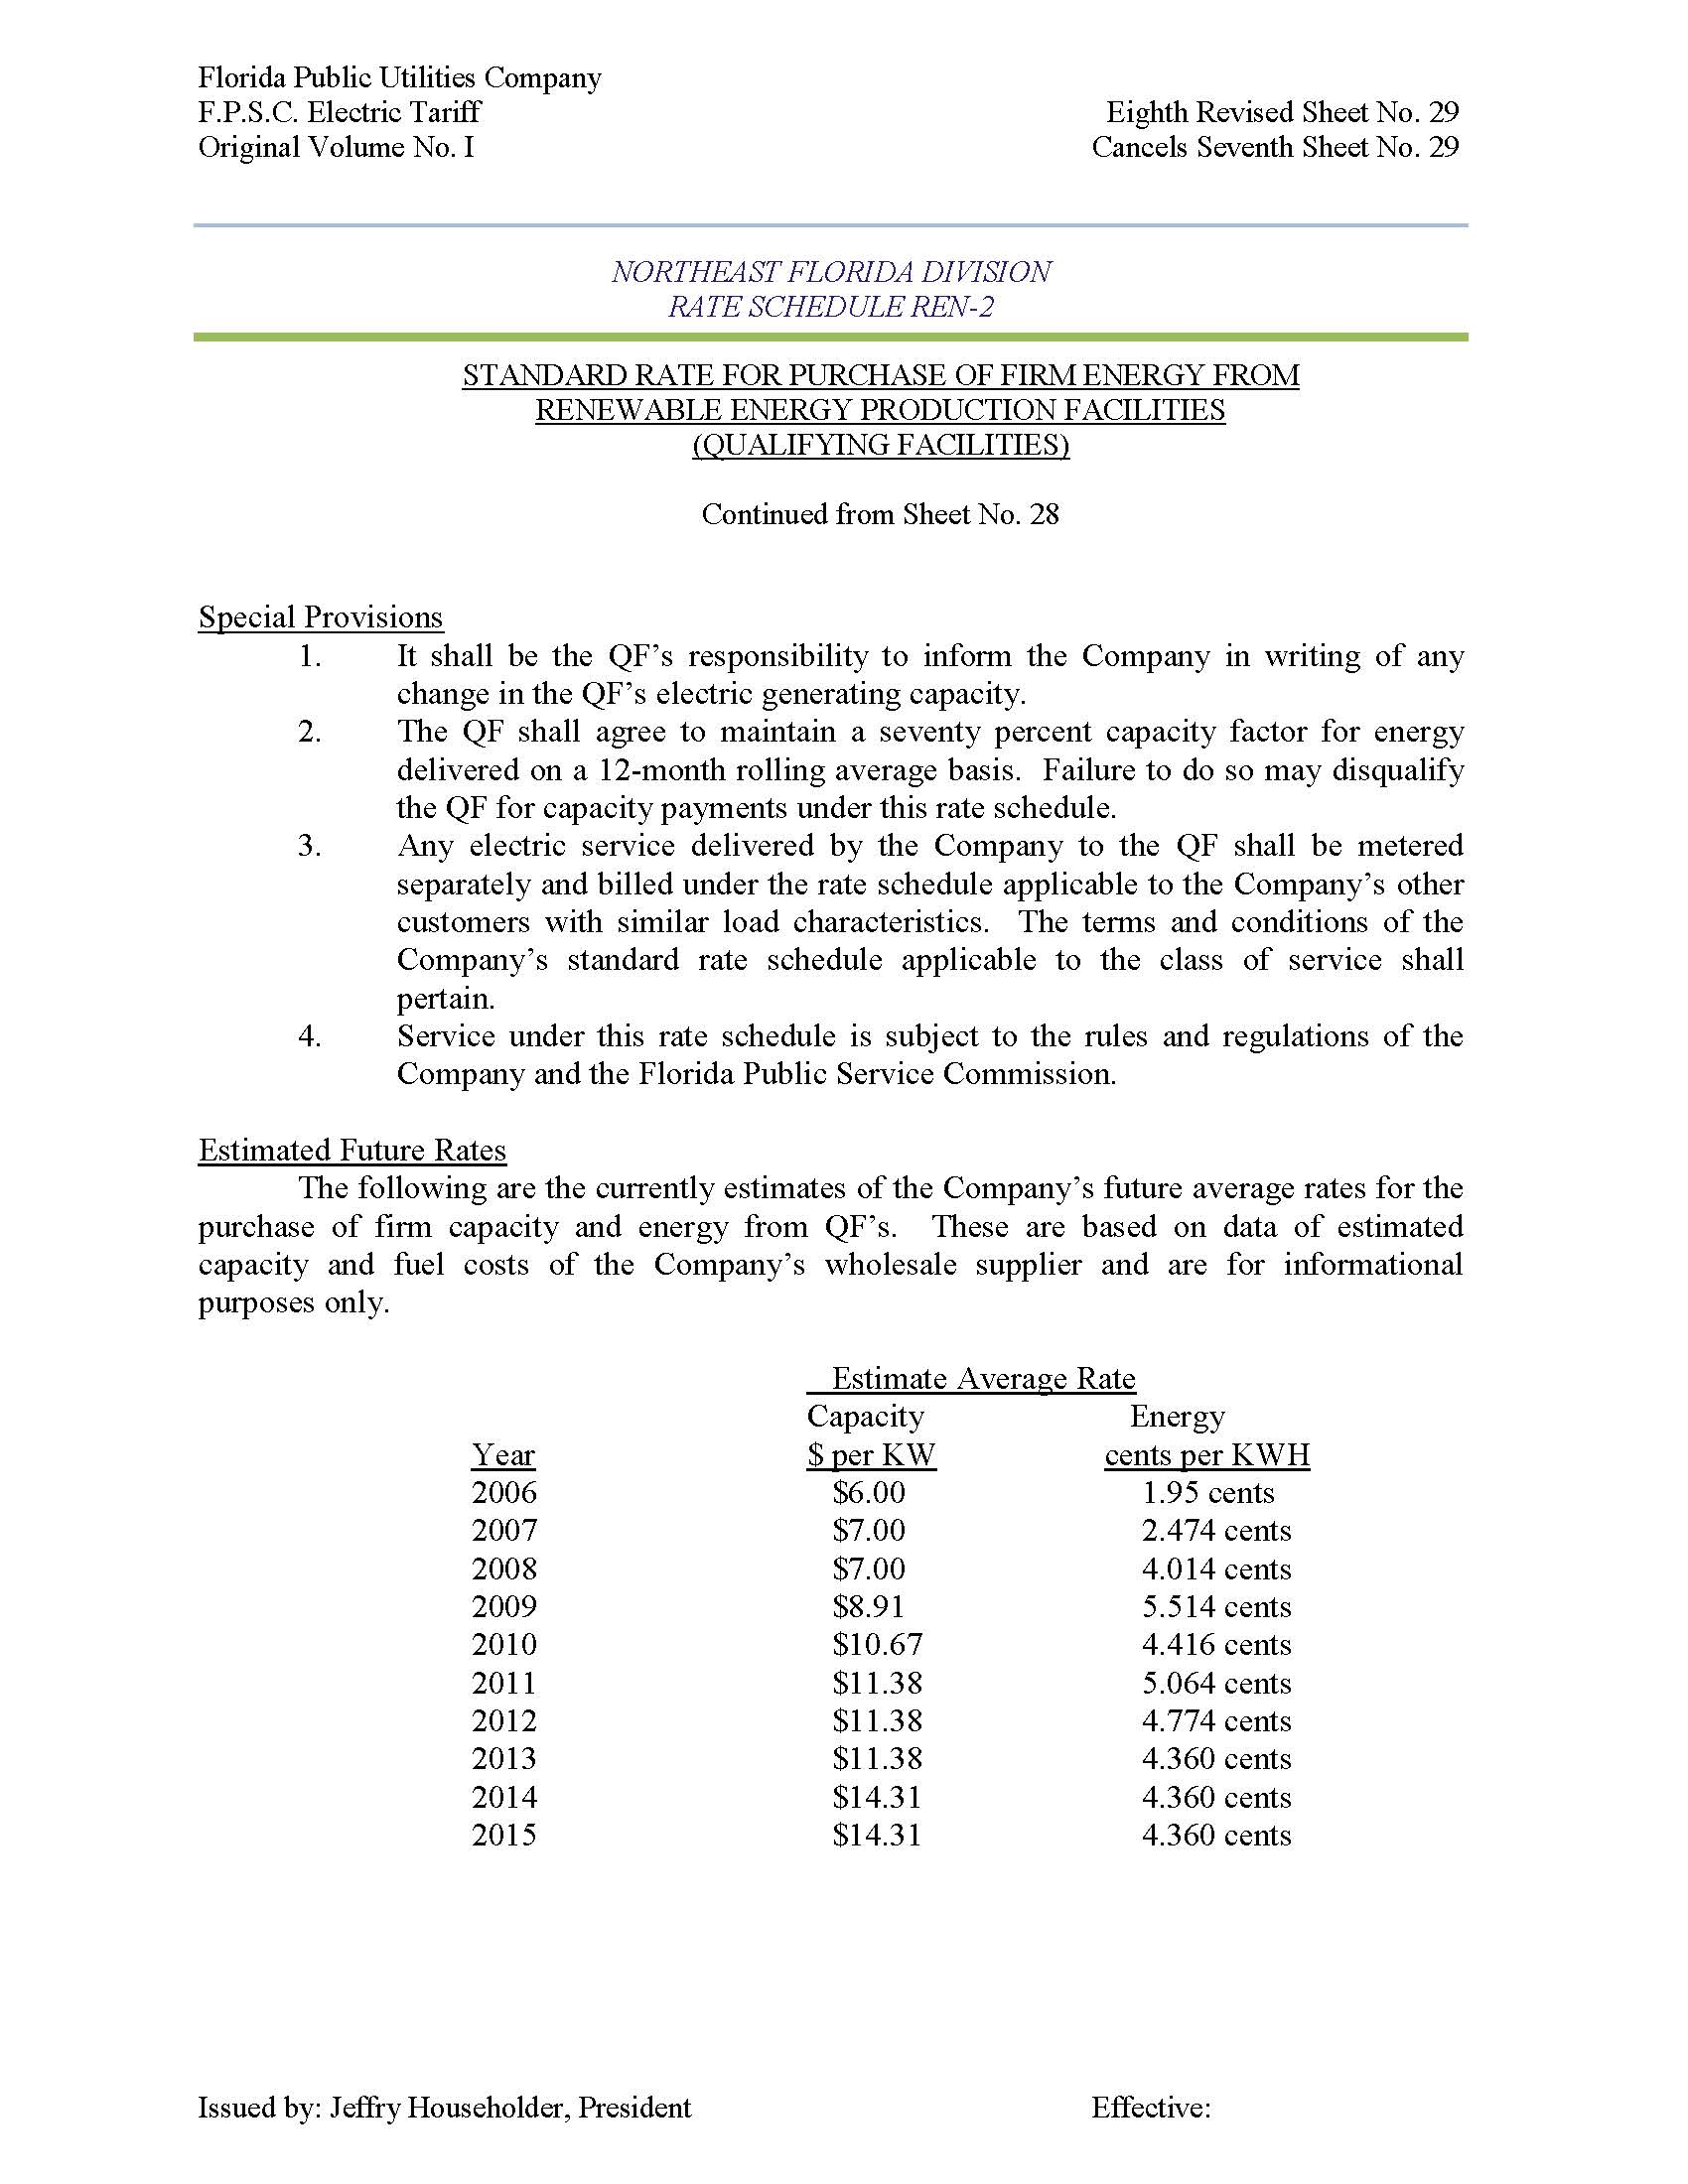 Florida Public Utilities Company
F.P.S.C. Electric Tariff Eighth Revised Sheet No. 29
Original Volume No. I Cancels Seventh Sheet No. 29
NORTHEAST FLORIDA DIVISION
RATE SCHEDULE REN-2
STANDARD RATE FOR PURCHASE OF FIRM ENERGY FROM
RENEWABLE ENERGY PRODUCTION FACILITIES
(QUALIFYING FACILITIES)
Continued from Sheet No. 28
Special Provisions
1. It shall be the QF’s responsibility to inform the Company in writing of any
change in the QF’s electric generating capacity.
2. The QF shall agree to maintain a seventy percent capacity factor for energy
delivered on a 12-month rolling average basis. Failure to do so may disqualify
the QF for capacity payments under this rate schedule.
3. Any electric service delivered by the Company to the QF shall be metered
separately and billed under the rate schedule applicable to the Company’s other
customers with similar load characteristics. The terms and conditions of the
Company’s standard rate schedule applicable to the class of service shall
pertain.
4. Service under this rate schedule is subject to the rules and regulations of the
Company and the Florida Public Service Commission.
Estimated Future Rates
The following are the currently estimates of the Company’s future average rates for the
purchase of firm capacity and energy from QF’s. These are based on data of estimated
capacity and fuel costs of the Company’s wholesale supplier and are for informational
purposes only.
Estimate Average Rate
Capacity Energy
Year $ per KW cents per KWH
2006 $6.00 1.95 cents
2007 $7.00 2.474 cents
2008 $7.00 4.014 cents
2009 $8.91 5.514 cents
2010 $10.67 4.416 cents
2011 $11.38 5.064 cents
2012 $11.38 4.774 cents
2013 $11.38 4.360 cents
2014 $14.31 4.360 cents
2015 $14.31 4.360 cents
Issued by: Jeffry Householder, President Effective: